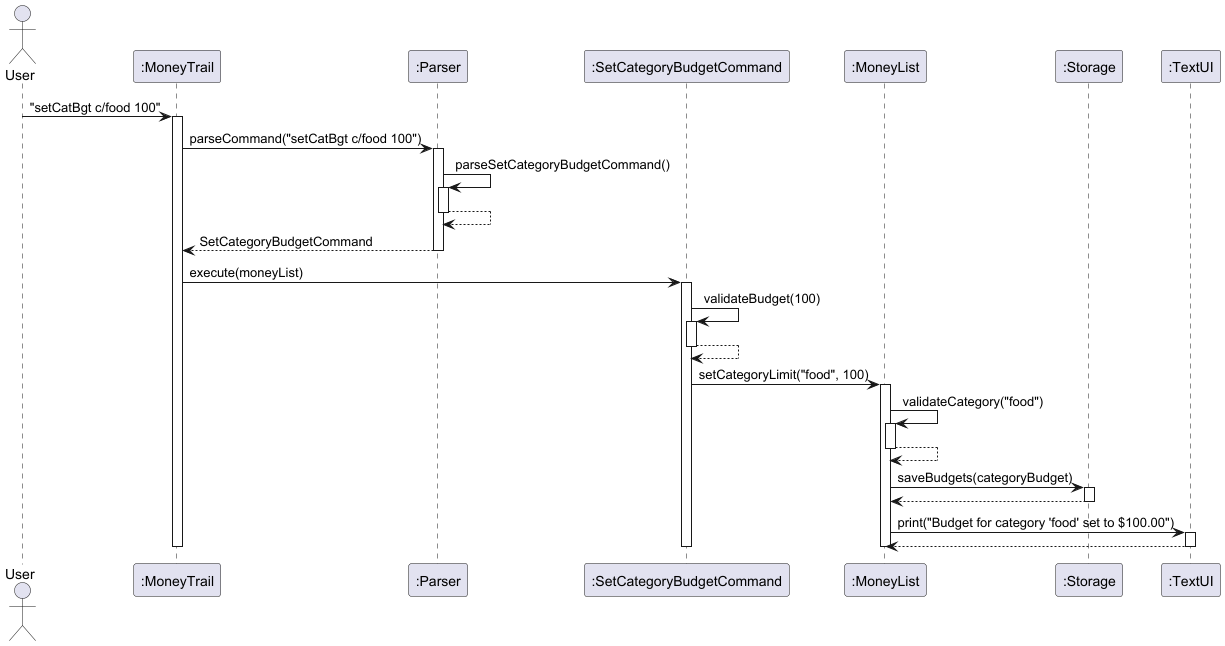 User
:MoneyTrail
:Parser
:SetCategoryBudgetCommand
:MoneyList
:Storage
:TextUI
"setCatBgt c/food 100"
parseCommand("setCatBgt c/food 100")
parseSetCategoryBudgetCommand()
SetCategoryBudgetCommand
execute(moneyList)
validateBudget(100)
setCategoryLimit("food", 100)
validateCategory("food")
saveBudgets(categoryBudget)
print("Budget for category 'food' set to $100.00")
User
:MoneyTrail
:Parser
:SetCategoryBudgetCommand
:MoneyList
:Storage
:TextUI